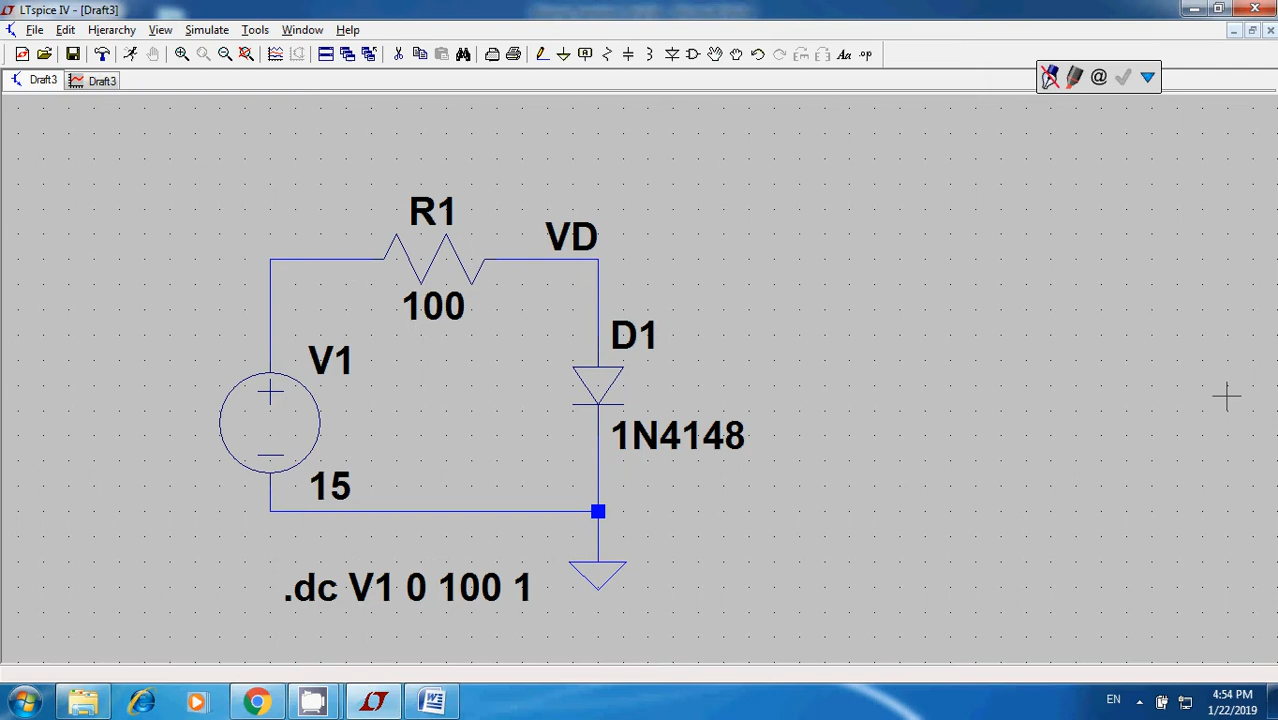 LTspice IV - [Draft3]
File Edit Hierarchy View Simulate Tools Window Help
Draft3 Draft3
R1
VD
100
D1
V1
1N4148
15
.dc V1 0 100 1
EN
4:54 PM
1/22/2019